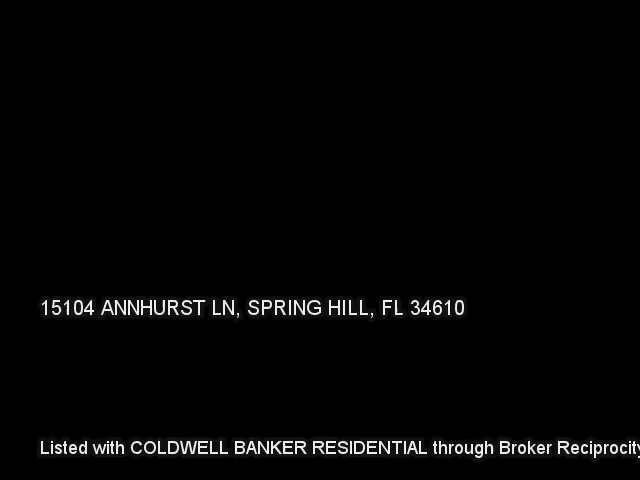 15104 ANNHURST LN, SPRING HILL, FL 34610
Listed with COLDWELL BANKER RESIDENTIAL through Broker Reciprocity